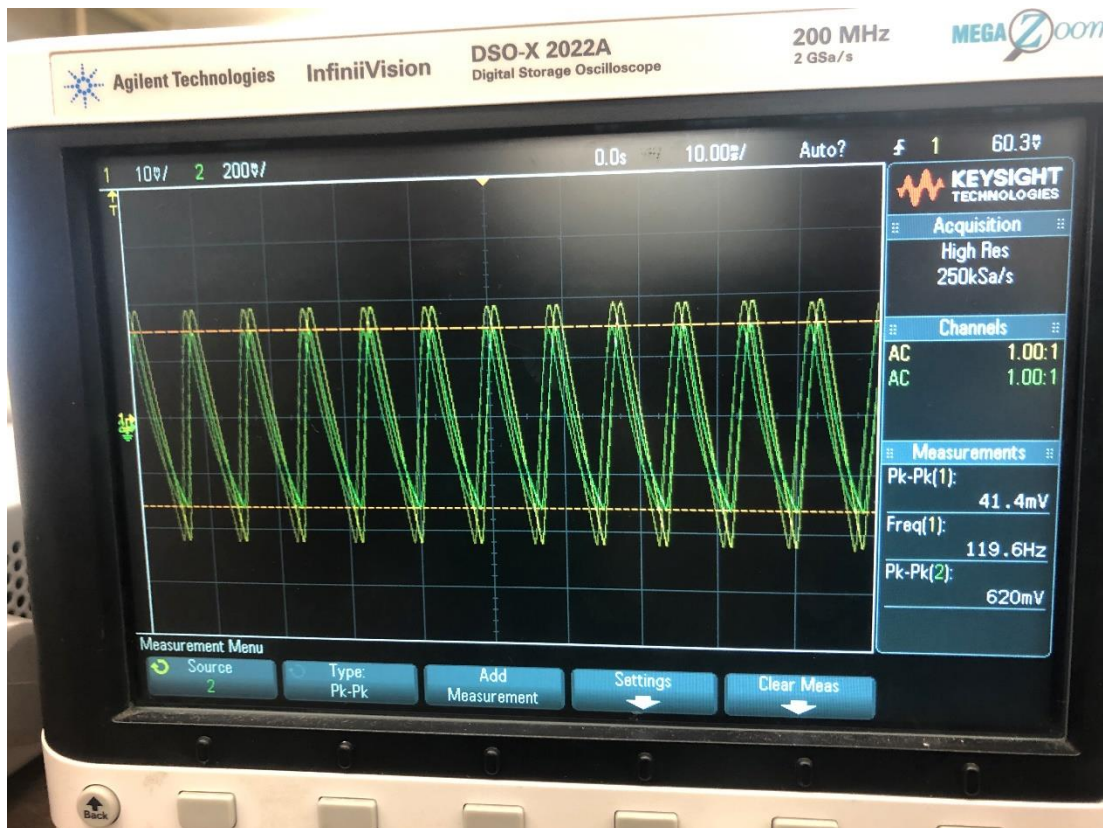 Agilent Technologies InfiniiVision DSO-X 2022A 200 MHz MEGA Zoom
Digital Storage Oscilloscope 2 GSa/s
1 10mV/ 2 200mV/ 0.0s 10.00ms/ Auto? 1 60.3mV
T
KEYSIGHT
TECHNOLOGIES
Acquisition
High Res
250kSa/s
Channels
AC 1.00:1
AC 1.00:1
Measurements
Pk-Pk(1):
41.4mV
Freq(1):
119.6Hz
Pk-Pk(2):
620mV
Measurement Menu
Source Type: Add Settings Clear Meas
2 Pk-Pk Measurement
Back